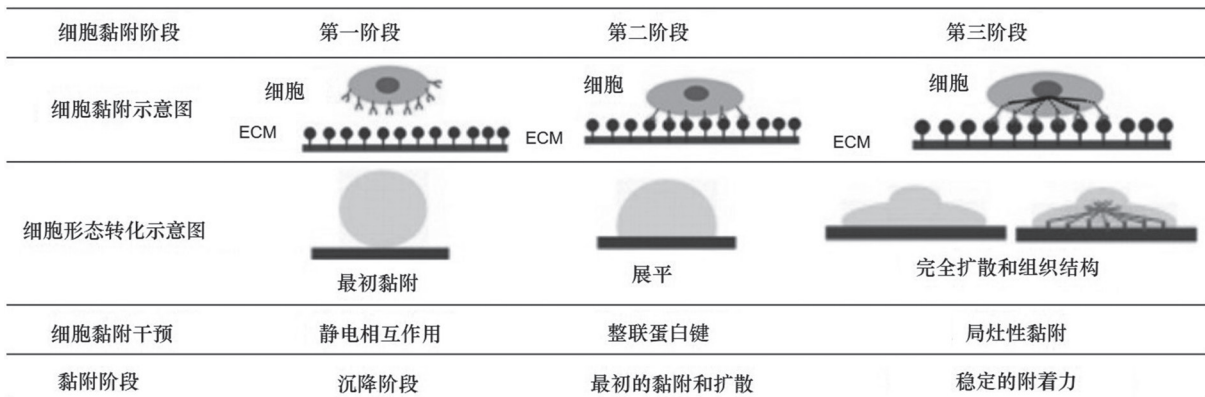 细胞黏附阶段 第一阶段 第二阶段 第三阶段
细胞黏附示意图 细胞 ECM 细胞 ECM 细胞 ECM
细胞形态转化示意图 最初黏附 展平 完全扩散和组织结构
细胞黏附干预 静电相互作用 整联蛋白键 局灶性黏附
黏附阶段 沉降阶段 最初的黏附和扩散 稳定的附着力